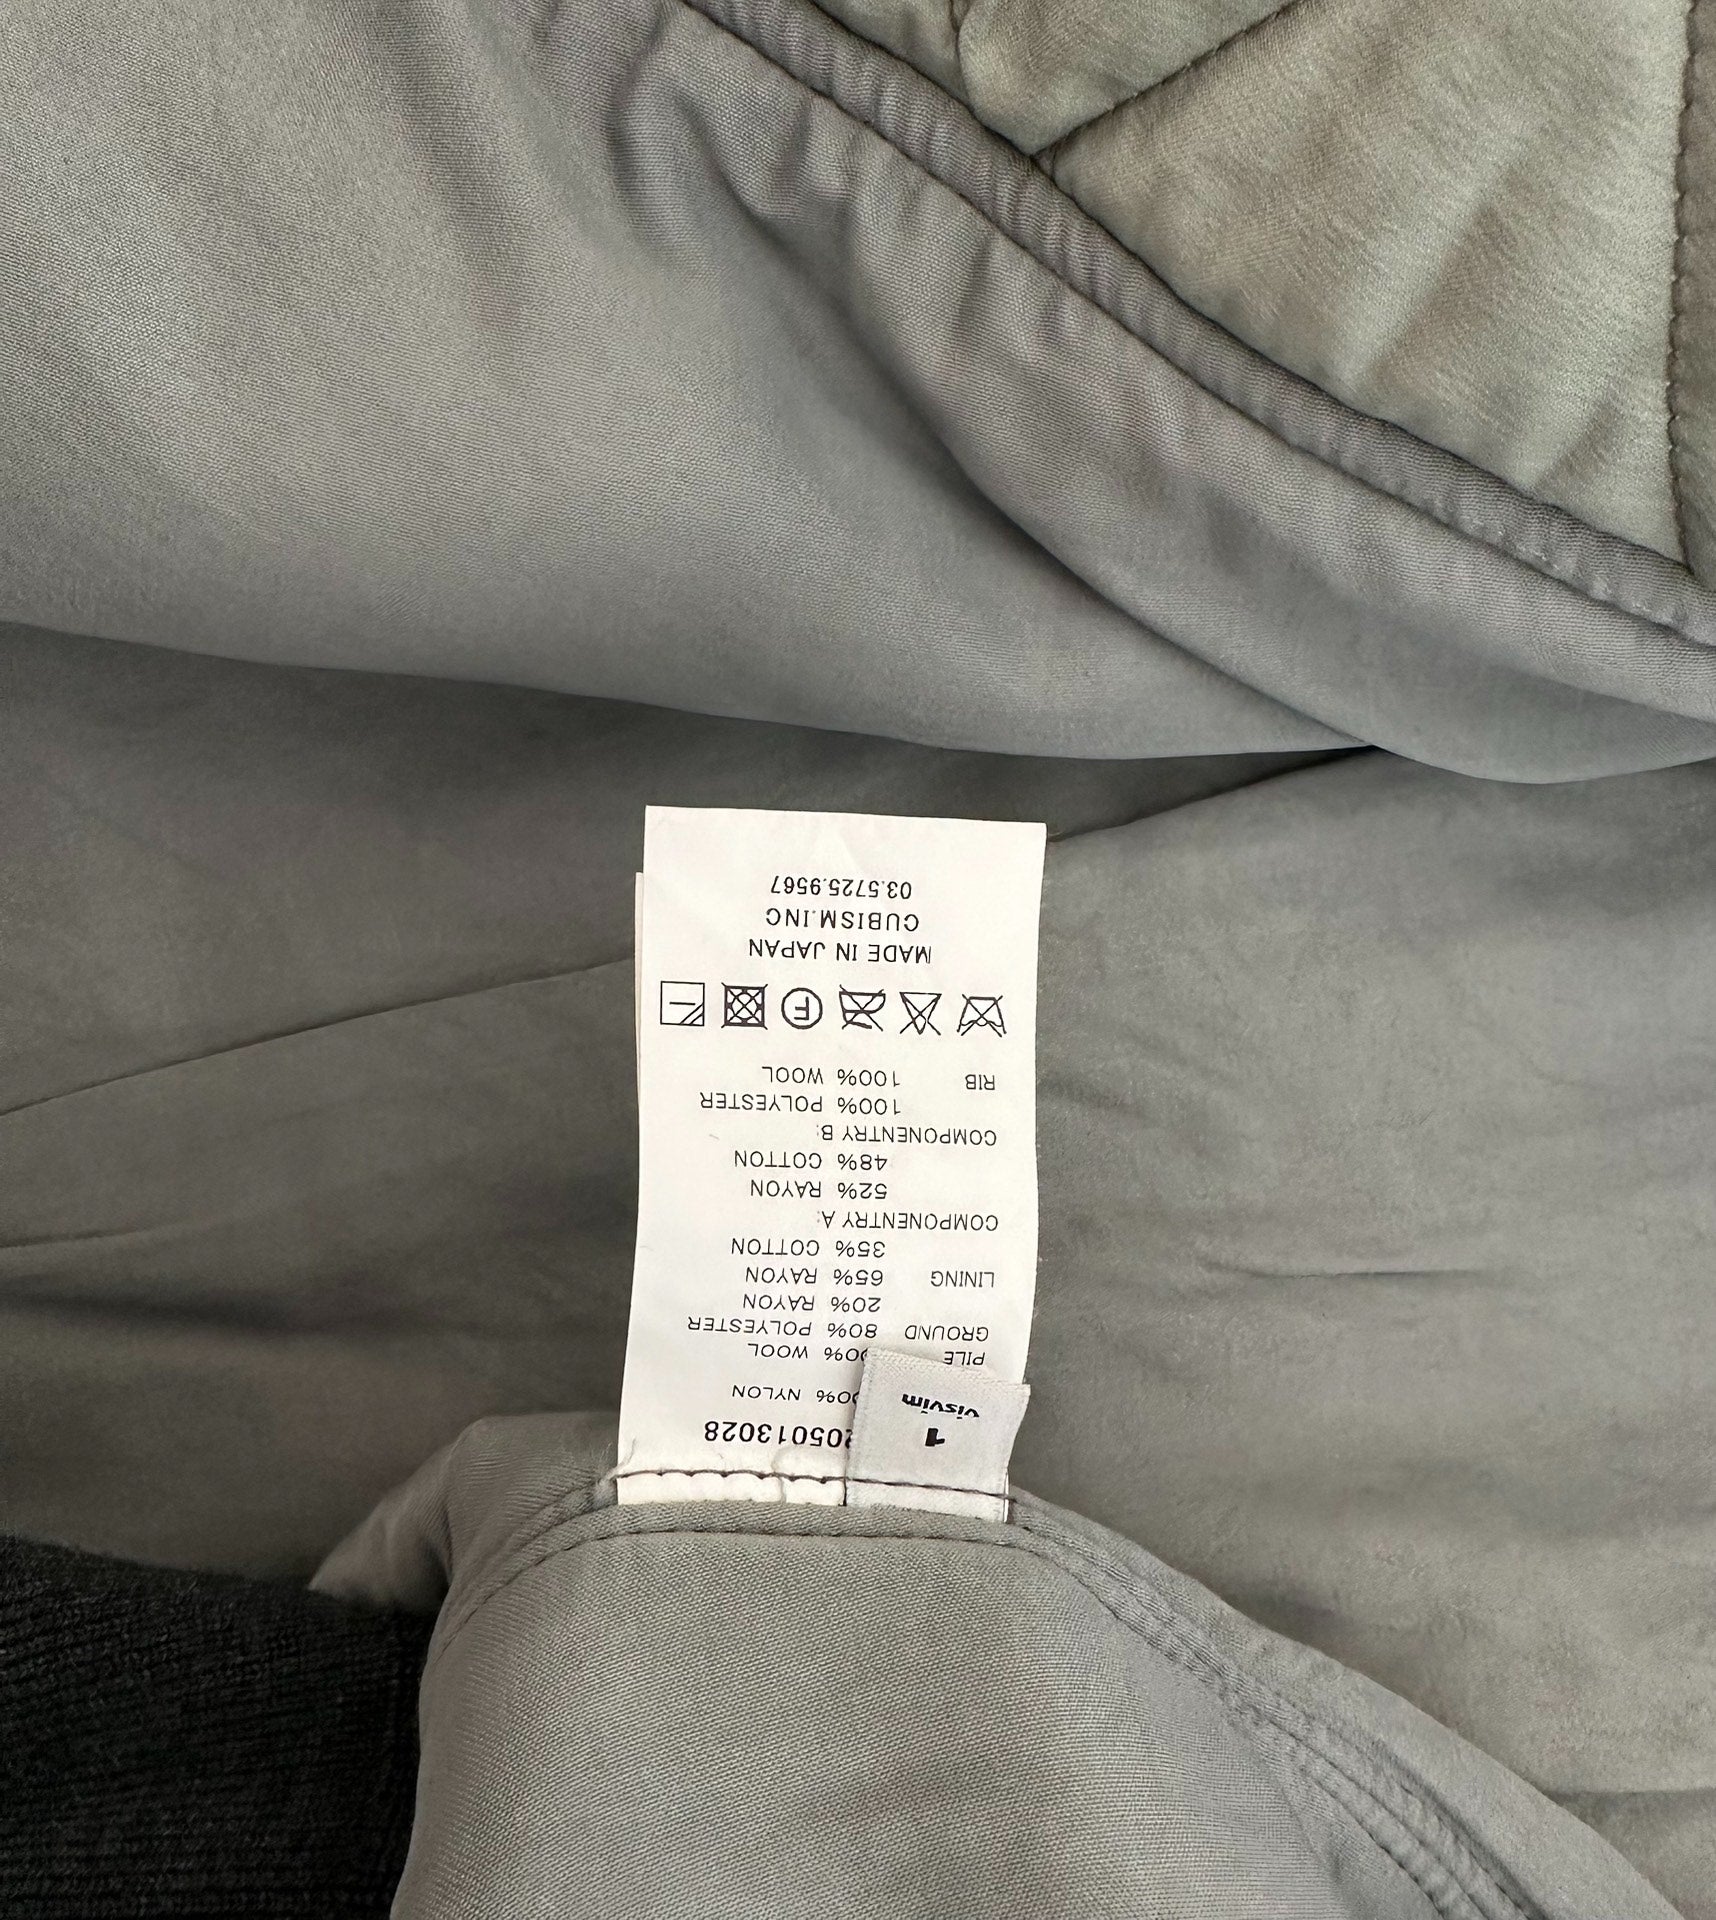 205013028
00% NYLON
PILE 00% WOOL
GROUND 80% POLYESTER
20% RAYON
LINING 65% RAYON
35% COTTON
COMPONENTRY A:
52% RAYON
48% COTTON
COMPONENTRY B:
100% POLYESTER
RIB 100% WOOL
F
MADE IN JAPAN
CUBISM.INC
03.5725.9567
1
visvim